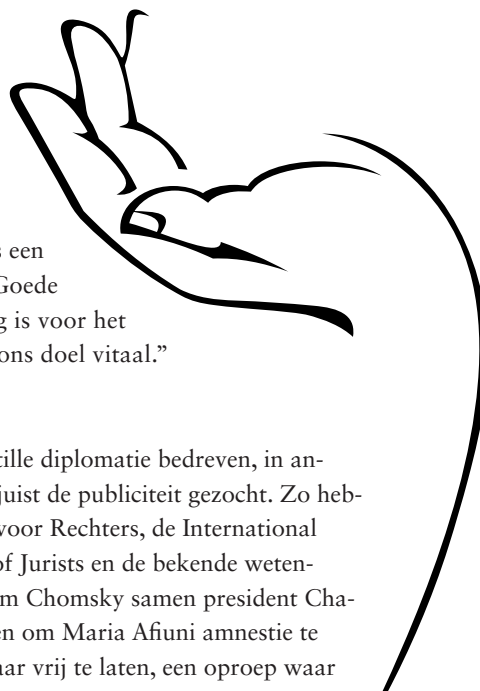 s een
Goede
g is voor het
ons doel vitaal.”
tille diplomatie bedreven, in an-
juist de publiciteit gezocht. Zo heb-
voor Rechters, de International
of Jurists en de bekende weten-
m Chomsky samen president Cha-
en om Maria Afiuni amnestie te
aar vrij te laten, een oproep waar